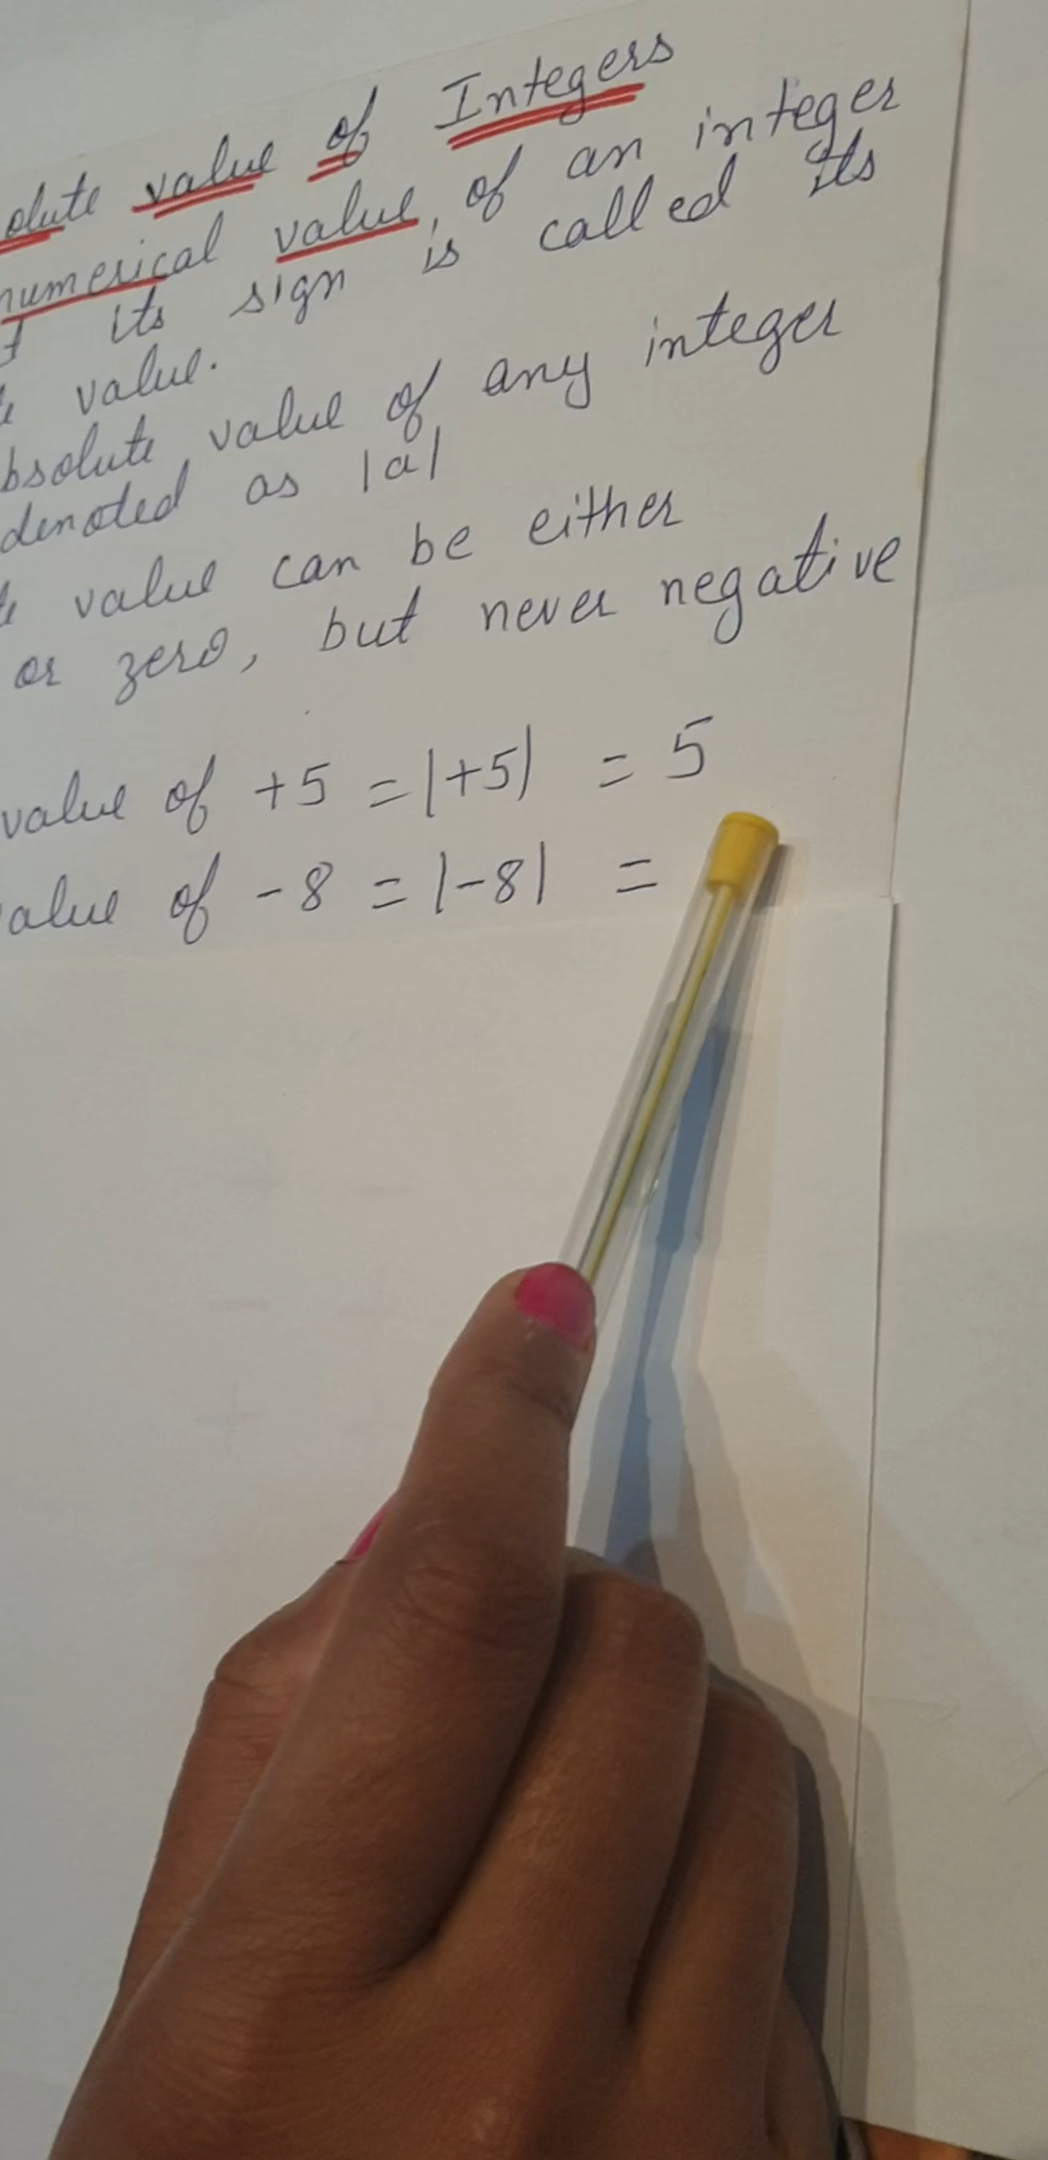 olute value of Integers
numerical value, of an integer
its sign is called its
value.
bsolute value of any integer
denoted as |a|
value can be either
or zero, but never negative
value of +5 = |+5| = 5
alue of -8 = |-8| =